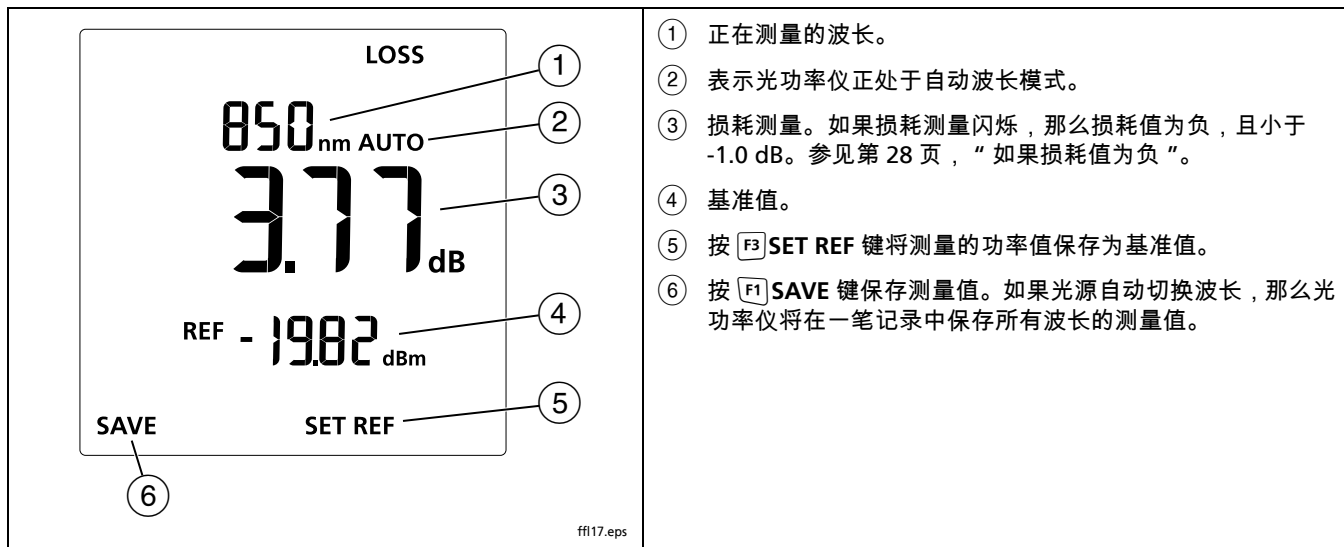 LOSS
850 nm AUTO
3.77 dB
REF - 19.82 dBm
SAVE SET REF
1
2
3
4
5
6
ffl17.eps
① 正在测量的波长。
② 表示光功率仪正处于自动波长模式。
③ 损耗测量。如果损耗测量闪烁，那么损耗值为负，且小于
-1.0 dB。参见第 28 页，“ 如果损耗值为负 ”。
④ 基准值。
⑤ 按 F3 SET REF 键将测量的功率值保存为基准值。
⑥ 按 F1 SAVE 键保存测量值。如果光源自动切换波长，那么光
功率仪将在一笔记录中保存所有波长的测量值。